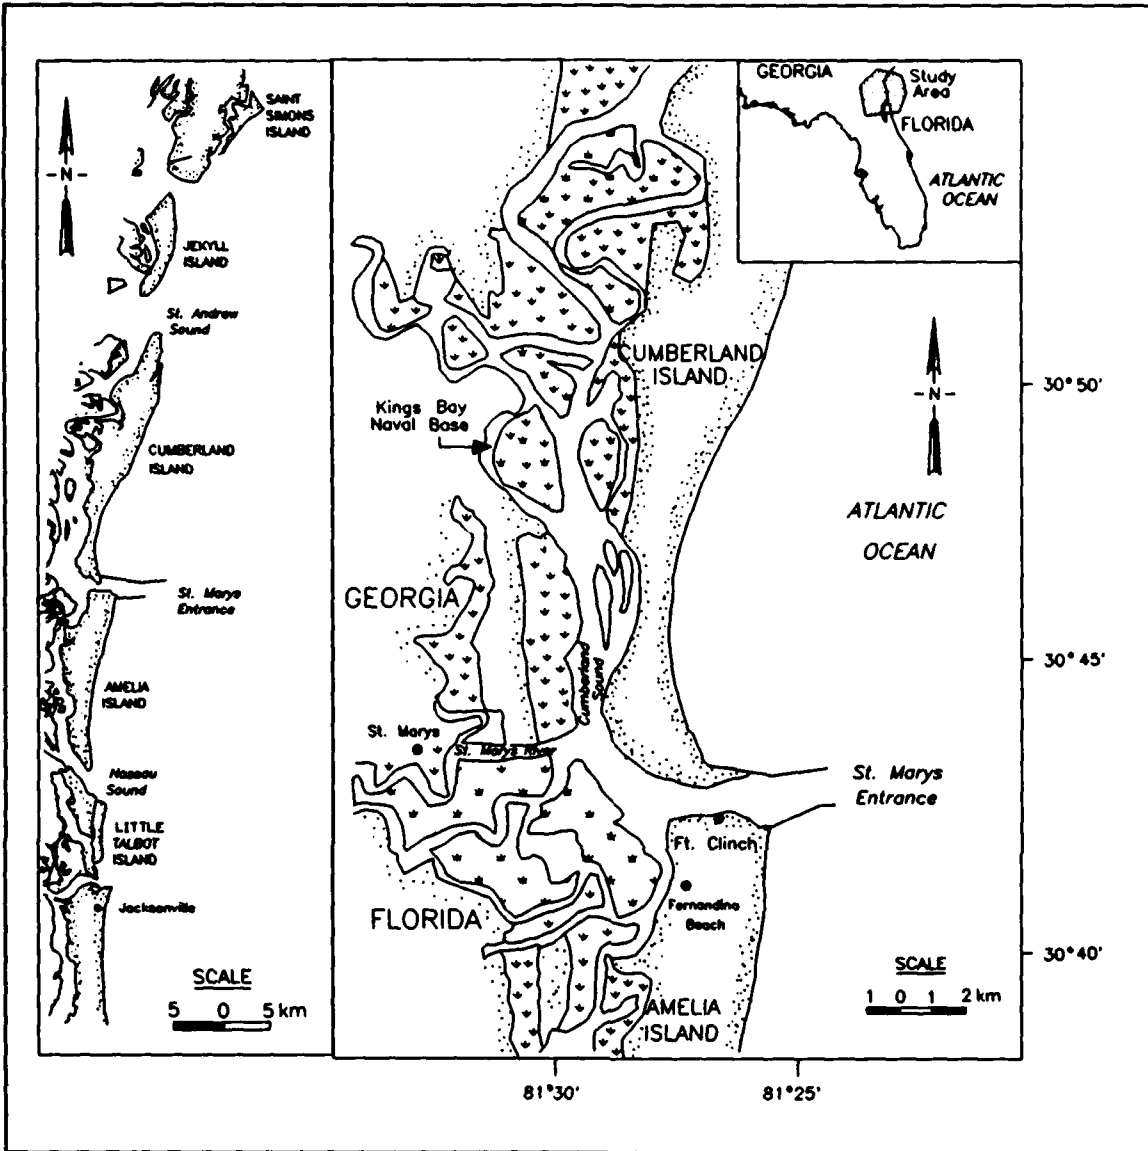 SAINT
SIMONS
ISLAND
-N-
JEKYLL
ISLAND
St. Andrew
Sound
CUMBERLAND
ISLAND
St. Marys
Entrance
AMELIA
ISLAND
Nassau
Sound
LITTLE
TALBOT
ISLAND
Jacksonville
SCALE
5 0 5 km
GEORGIA
Study
Area
FLORIDA
ATLANTIC
OCEAN
CUMBERLAND
ISLAND
Kings Bay
Naval Base
-N-
30°50'
ATLANTIC
OCEAN
GEORGIA
Cumberland
Sound
30°45'
St. Marys
St. Marys River
St. Marys
Entrance
Ft. Clinch
Fernandina
Beach
FLORIDA
30°40'
AMELIA
ISLAND
SCALE
1 0 1 2 km
81°30'
81°25'